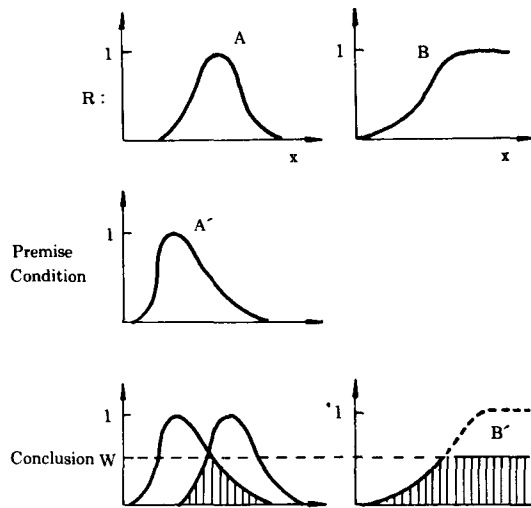 A
B
1
1
R :
x
x
A´
1
Premise
Condition
1
1
B´
Conclusion W